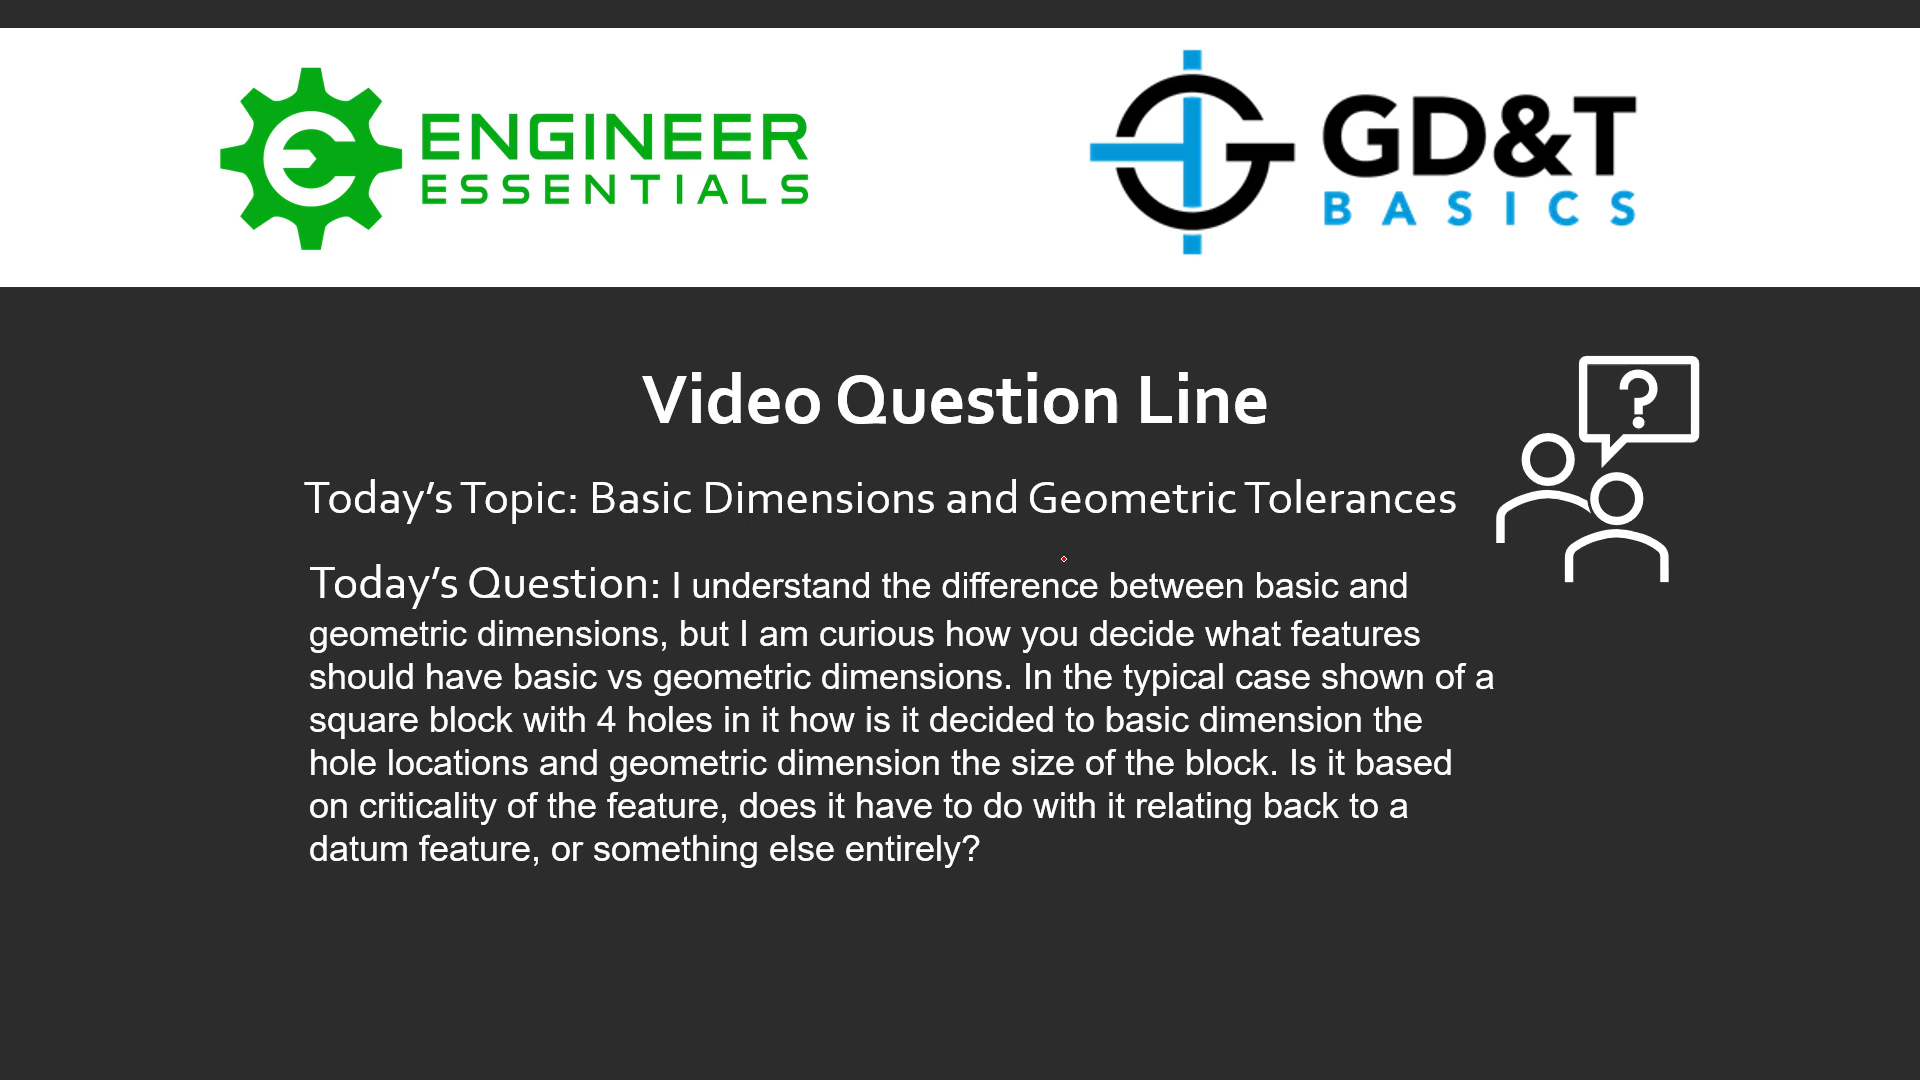 ENGINEER
ESSENTIALS
GD&T
BASICS
Video Question Line
?
Today's Topic: Basic Dimensions and Geometric Tolerances
Today's Question: I understand the difference between basic and
geometric dimensions, but I am curious how you decide what features
should have basic vs geometric dimensions. In the typical case shown of a
square block with 4 holes in it how is it decided to basic dimension the
hole locations and geometric dimension the size of the block. Is it based
on criticality of the feature, does it have to do with it relating back to a
datum feature, or something else entirely?